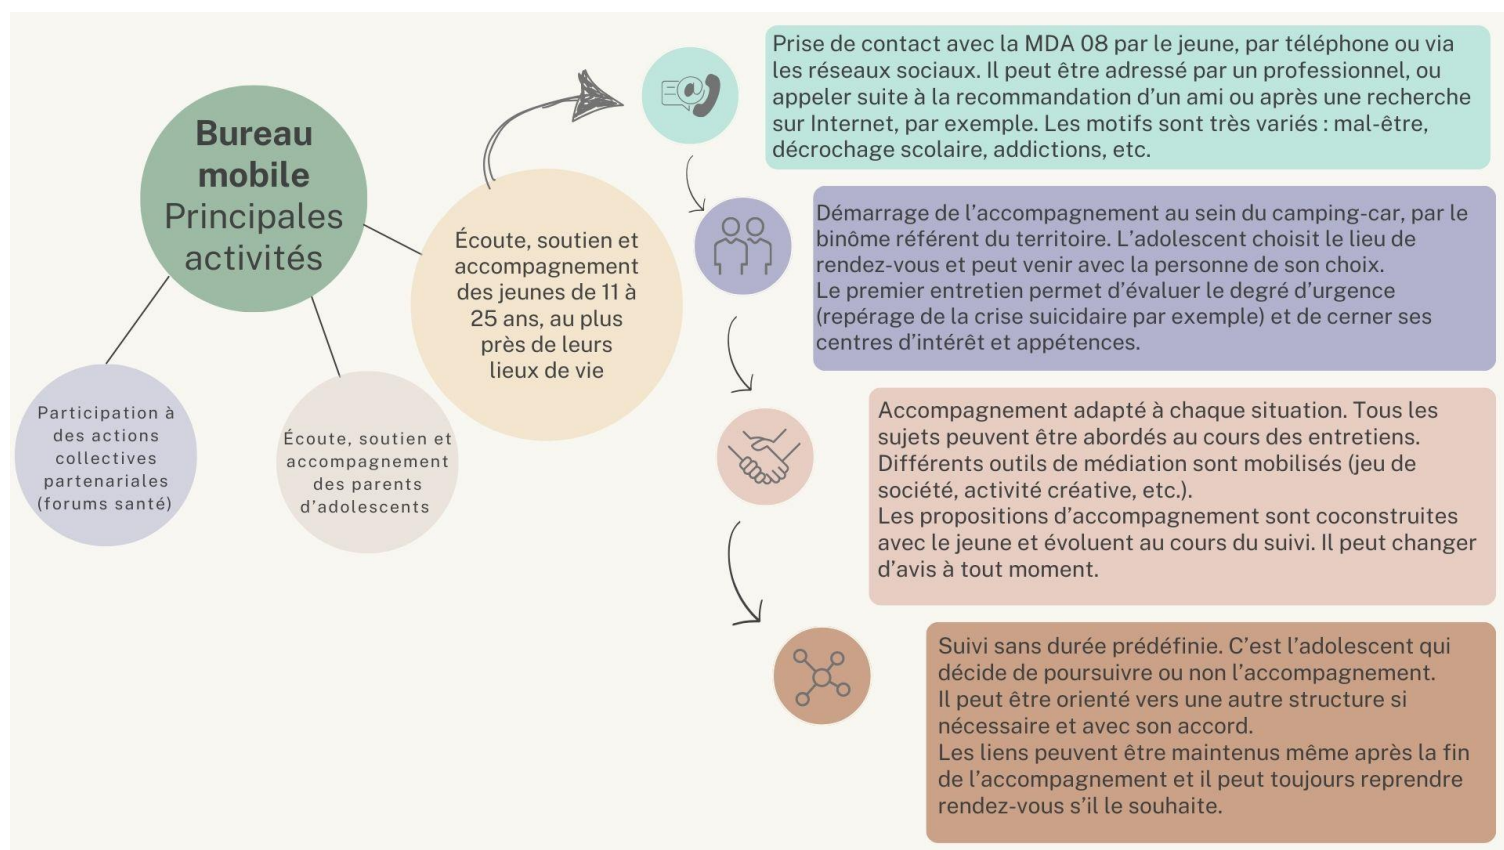 Bureau
mobile
Principales
activités
Participation à
des actions
collectives
partenariales
(forums santé)
Écoute, soutien et
accompagnement
des parents
d’adolescents
Écoute, soutien et
accompagnement
des jeunes de 11 à
25 ans, au plus
près de leurs
lieux de vie
Prise de contact avec la MDA 08 par le jeune, par téléphone ou via
les réseaux sociaux. Il peut être adressé par un professionnel, ou
appeler suite à la recommandation d’un ami ou après une recherche
sur Internet, par exemple. Les motifs sont très variés : mal-être,
décrochage scolaire, addictions, etc.
Démarrage de l’accompagnement au sein du camping-car, par le
binôme référent du territoire. L’adolescent choisit le lieu de
rendez-vous et peut venir avec la personne de son choix.
Le premier entretien permet d’évaluer le degré d’urgence
(repérage de la crise suicidaire par exemple) et de cerner ses
centres d’intérêt et appétences.
Accompagnement adapté à chaque situation. Tous les
sujets peuvent être abordés au cours des entretiens.
Différents outils de médiation sont mobilisés (jeu de
société, activité créative, etc.).
Les propositions d’accompagnement sont coconstruites
avec le jeune et évoluent au cours du suivi. Il peut changer
d’avis à tout moment.
Suivi sans durée prédéfinie. C’est l’adolescent qui
décide de poursuivre ou non l’accompagnement.
Il peut être orienté vers une autre structure si
nécessaire et avec son accord.
Les liens peuvent être maintenus même après la fin
de l’accompagnement et il peut toujours reprendre
rendez-vous s’il le souhaite.